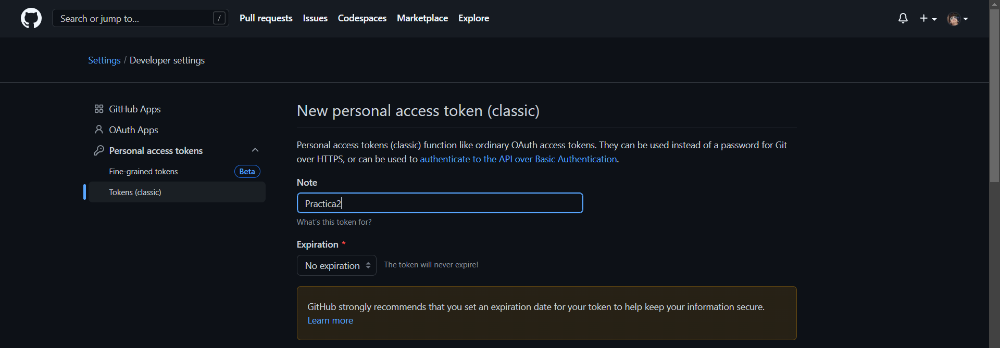 Search or jump to... /
Pull requests Issues Codespaces Marketplace Explore
Settings / Developer settings
GitHub Apps
OAuth Apps
Personal access tokens
Fine-grained tokens Beta
Tokens (classic)
New personal access token (classic)
Personal access tokens (classic) function like ordinary OAuth access tokens. They can be used instead of a password for Git
over HTTPS, or can be used to authenticate to the API over Basic Authentication.
Note
Practica2
What's this token for?
Expiration *
No expiration The token will never expire!
GitHub strongly recommends that you set an expiration date for your token to help keep your information secure.
Learn more